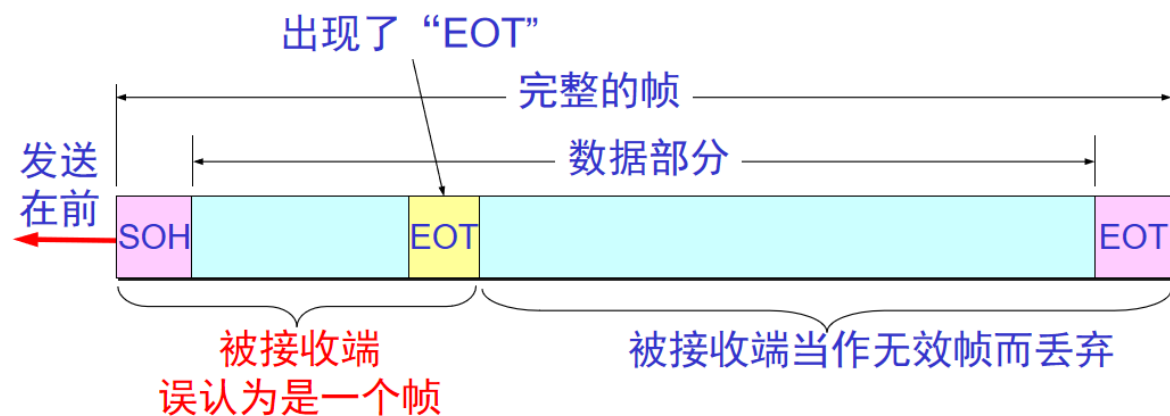 出现了“EOT”
完整的帧
发送
在前
数据部分
SOH
EOT
EOT
被接收端
误认为是一个帧
被接收端当作无效帧而丢弃